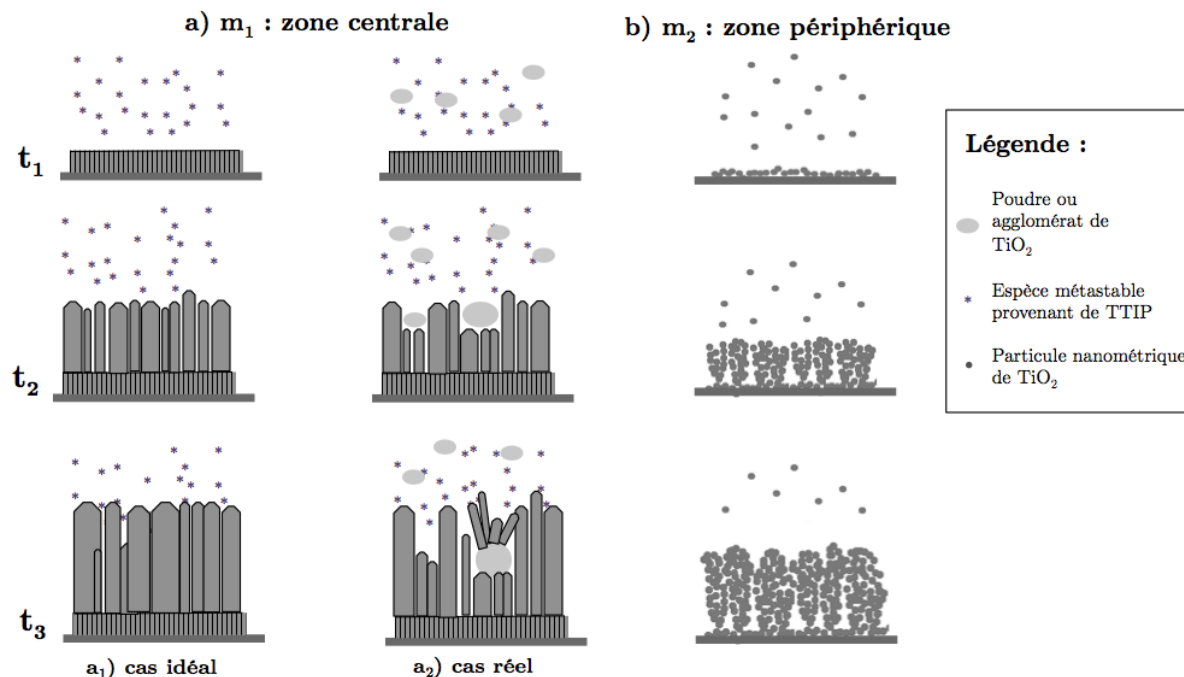 a) m₁ : zone centrale
b) m₂ : zone périphérique
t₁
t₂
t₃
a₁) cas idéal
a₂) cas réel
Légende :
Poudre ou
agglomérat de
TiO₂
Espèce métastable
provenant de TTIP
Particule nanométrique
de TiO₂